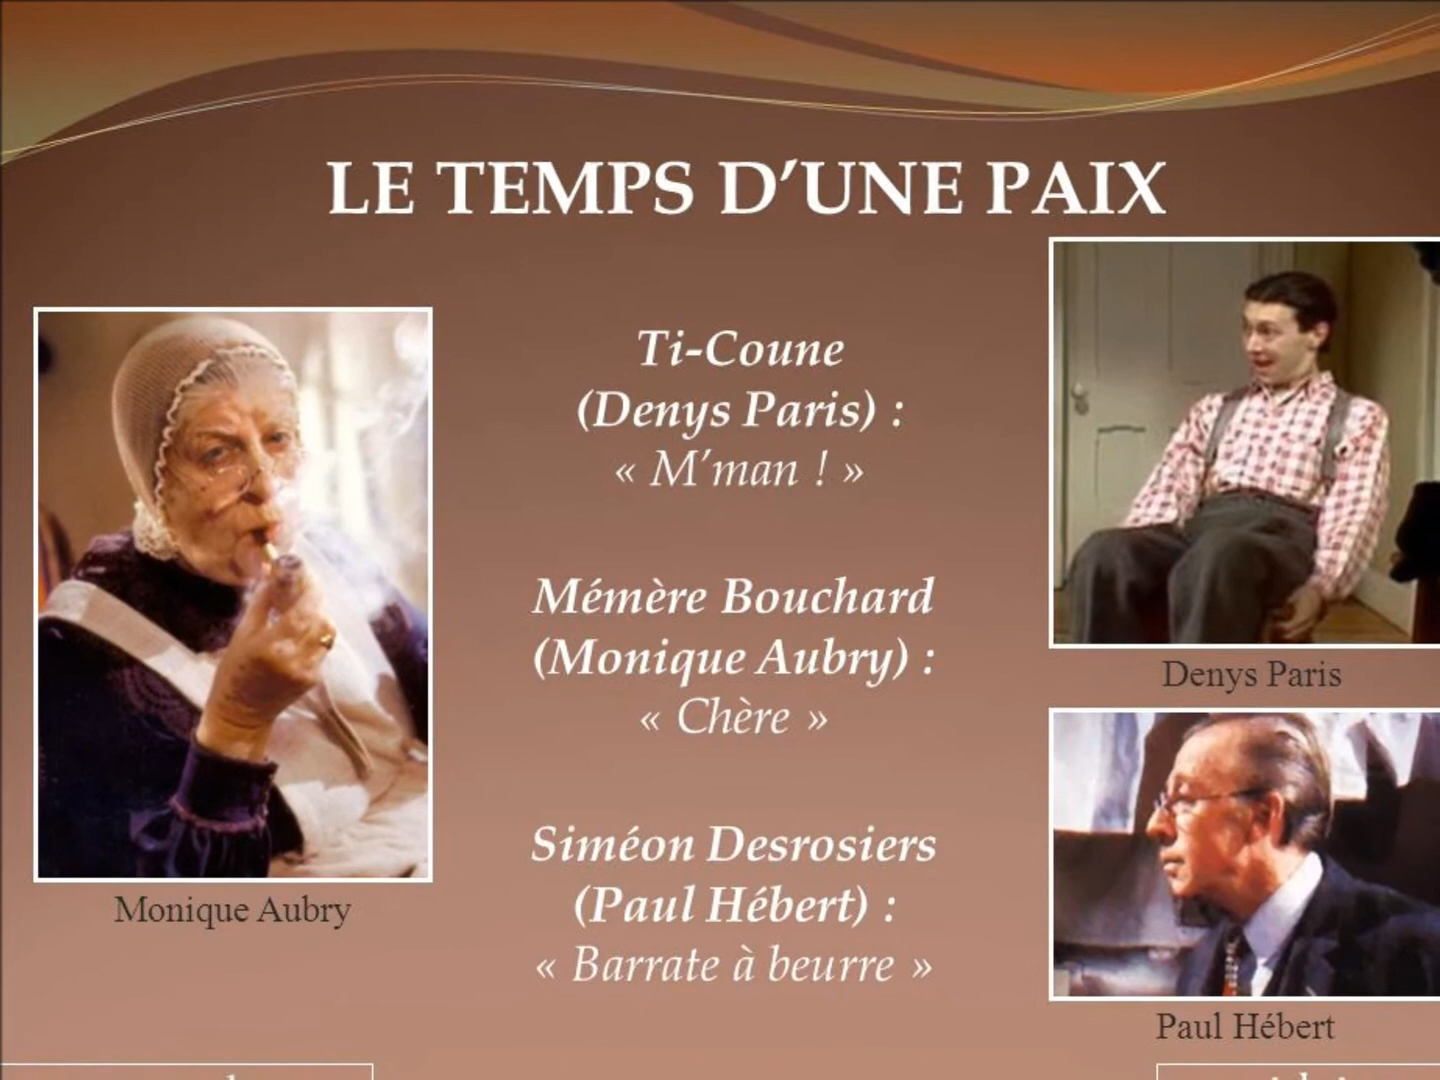 LE TEMPS D’UNE PAIX
Ti-Coune
(Denys Paris) :
« M’man ! »
Mémère Bouchard
(Monique Aubry) :
« Chère »
Siméon Desrosiers
(Paul Hébert) :
« Barrate à beurre »
Monique Aubry
Denys Paris
Paul Hébert